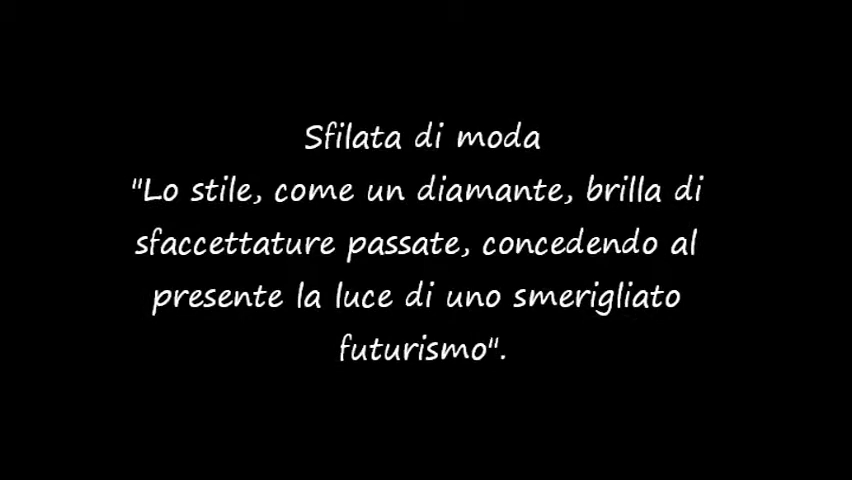 Sfilata di moda
"Lo stile, come un diamante, brilla di
sfaccettature passate, concedendo al
presente la luce di uno smerigliato
futurismo".